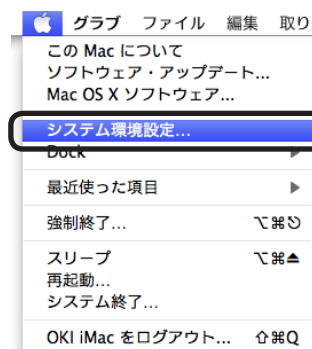 グラブ ファイル 編集 取り
この Mac について
ソフトウェア・アップデート...
Mac OS X ソフトウェア...
システム環境設定...
Dock
最近使った項目
強制終了... ⌥⌘⎋
スリープ ⌥⌘⏏
再起動...
システム終了...
OKI iMac をログアウト... ⇧⌘Q